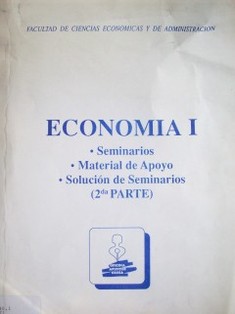 FACULTAD DE CIENCIAS ECONOMICAS Y DE ADMINISTRACION
ECONOMIA I
• Seminarios
• Material de Apoyo
• Solución de Seminarios
(2da PARTE)